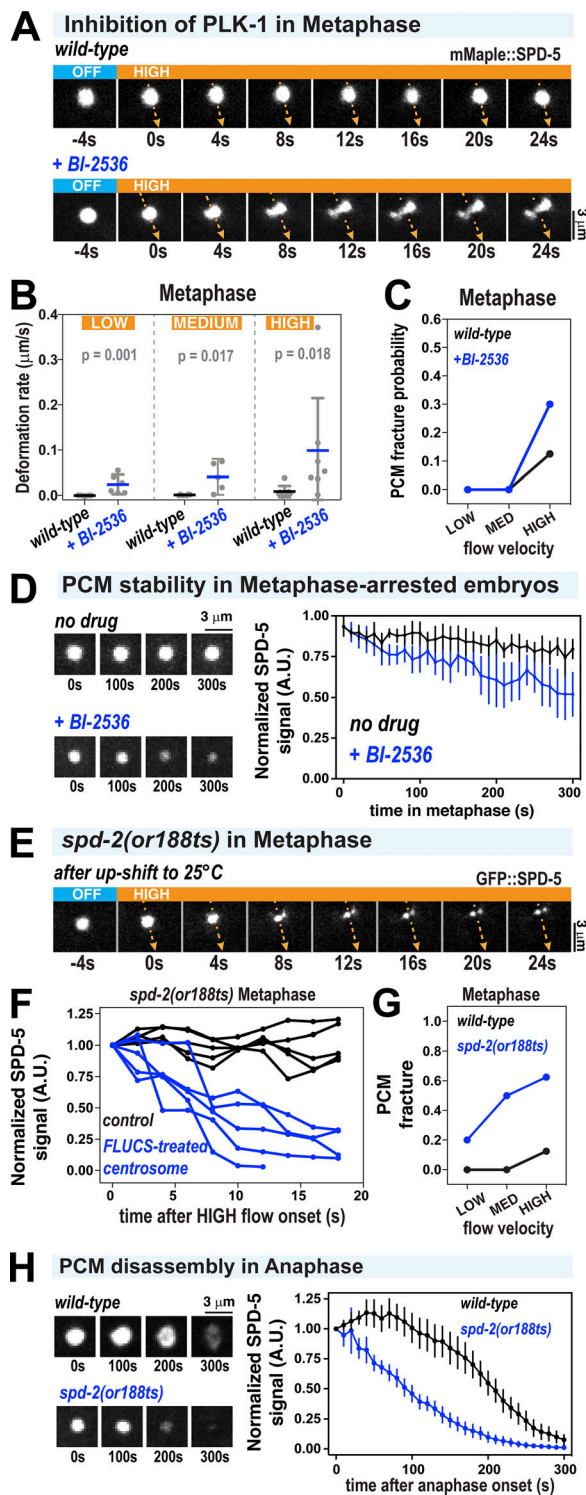 A
Inhibition of PLK-1 in Metaphase
wild-type
mMaple::SPD-5
OFF HIGH
-4s 0s 4s 8s 12s 16s 20s 24s
+ BI-2536
OFF HIGH
3 μm
-4s 0s 4s 8s 12s 16s 20s 24s
B
Metaphase
LOW MEDIUM HIGH
p = 0.001 p = 0.017 p = 0.018
Deformation rate (μm/s)
0.4
0.3
0.2
0.1
0.0
wild-type + BI-2536 wild-type + BI-2536 wild-type + BI-2536
C
Metaphase
wild-type
+BI-2536
PCM fracture probability
0.6
0.5
0.4
0.3
0.2
0.1
0.0
LOW MED HIGH
flow velocity
D
PCM stability in Metaphase-arrested embryos
no drug
3 μm
0s 100s 200s 300s
+ BI-2536
0s 100s 200s 300s
Normalized SPD-5
signal (A.U.)
1.00
0.75
0.50
0.25
0.00
no drug
+ BI-2536
0 100 200 300
time in metaphase (s)
E
spd-2(or188ts) in Metaphase
after up-shift to 25°C
GFP::SPD-5
OFF HIGH
3 μm
-4s 0s 4s 8s 12s 16s 20s 24s
F
spd-2(or188ts) Metaphase
Normalized SPD-5
signal (A.U.)
1.25
1.00
0.75
0.50
0.25
0.00
control
FLUCS-treated
centrosome
0 5 10 15 20
time after HIGH flow onset (s)
G
Metaphase
wild-type
spd-2(or188ts)
PCM
fracture
1.0
0.8
0.6
0.4
0.2
0.0
LOW MED HIGH
flow velocity
H
PCM disassembly in Anaphase
wild-type
3 μm
0s 100s 200s 300s
spd-2(or188ts)
0s 100s 200s 300s
Normalized SPD-5
signal (A.U.)
1.25
1.00
0.75
0.50
0.25
0.00
wild-type
spd-2(or188ts)
0 100 200 300
time after anaphase onset (s)